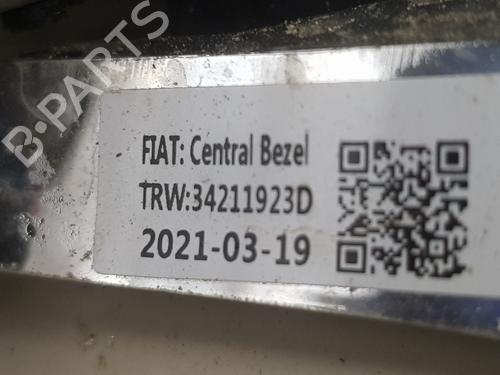 B-PARTS
FIAT: Central Bezel
TRW:34211923D
2021-03-19